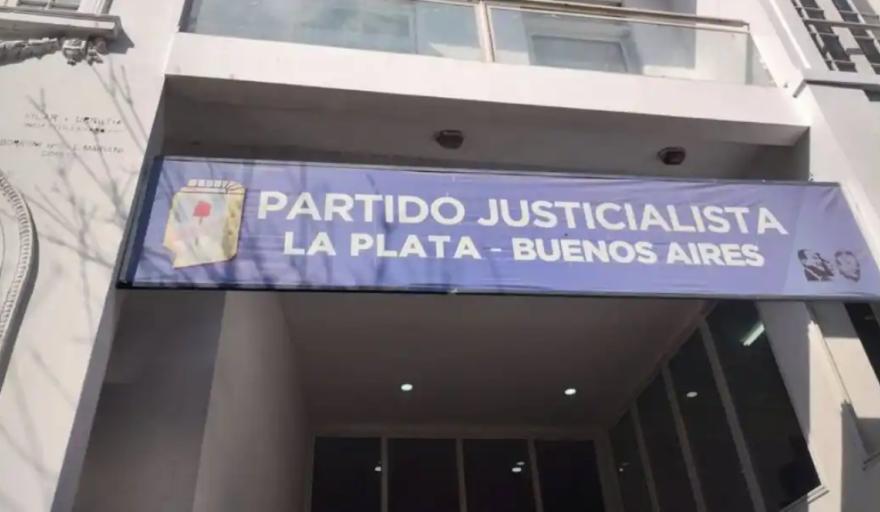 PARTIDO JUSTICIALISTA
LA PLATA - BUENOS AIRES